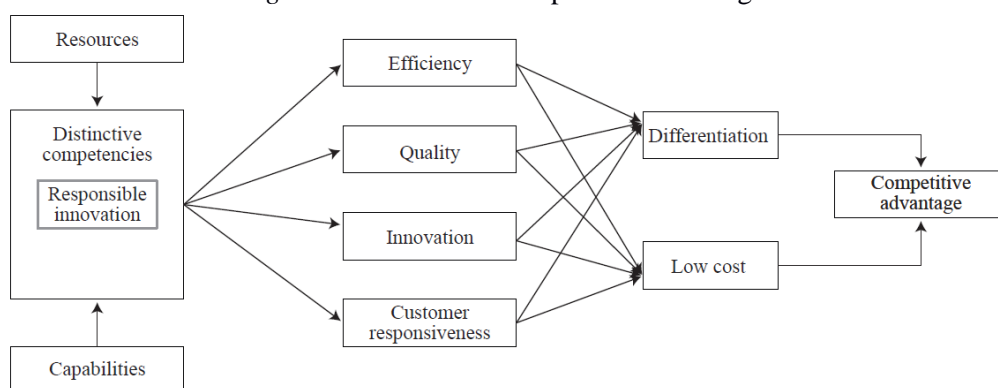 Resources
Distinctive
competencies
Responsible
innovation
Capabilities
Efficiency
Quality
Innovation
Customer
responsiveness
Differentiation
Low cost
Competitive
advantage